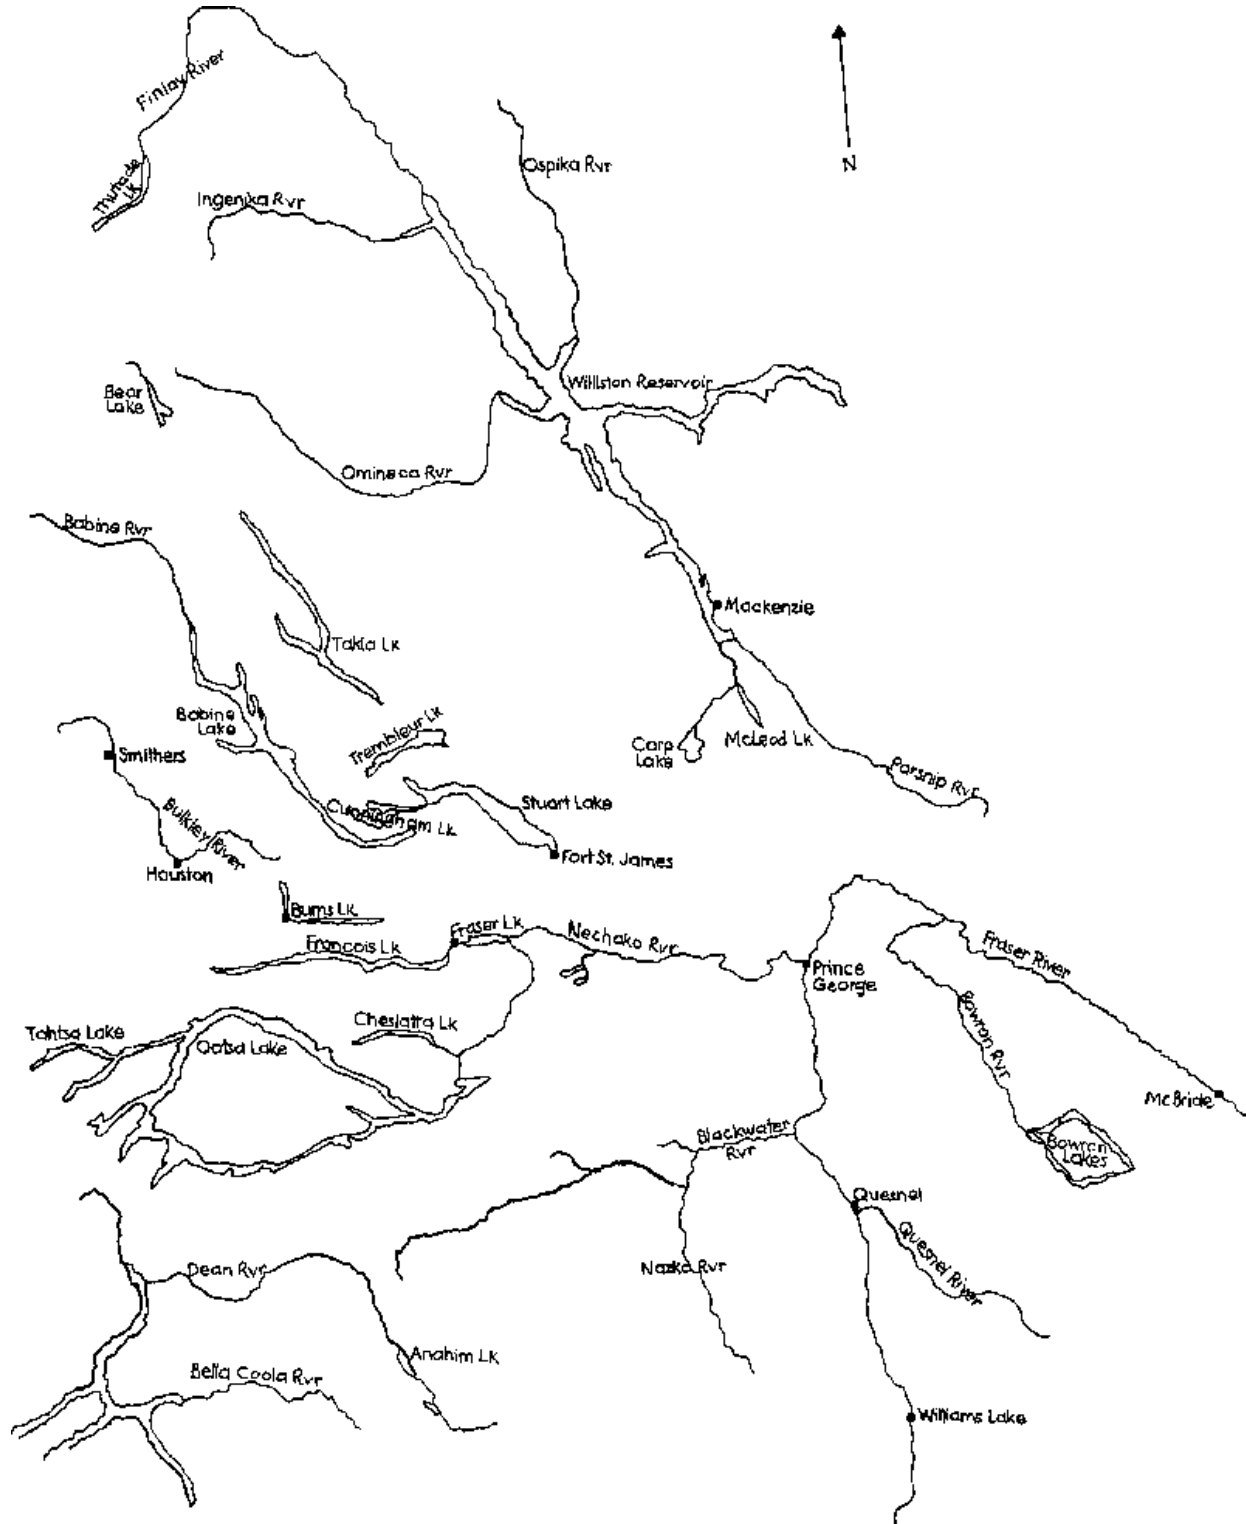 Finlay River
Thutade
Lk
Ingenika Rvr
Ospika Rvr
N
Bear
Lake
Williston Reservoir
Omineca Rvr
Babine Rvr
Takla Lk
Mackenzie
Babine
Lake
Smithers
Trembleur Lk
Carp
Lake
McLeod Lk
Parsnip Rvr
Bulkley River
Cunningham Lk
Stuart Lake
Houston
Fort St. James
Burns Lk
Francois Lk
Fraser Lk
Nechako Rvr
Prince
George
Fraser River
Tahtsa Lake
Ootsa Lake
Cheslatta Lk
Bowron Rvr
McBride
Bowron
Lakes
Blackwater
Rvr
Quesnel
Quesnel River
Dean Rvr
Nazko Rvr
Anahim Lk
Bella Coola Rvr
Williams Lake